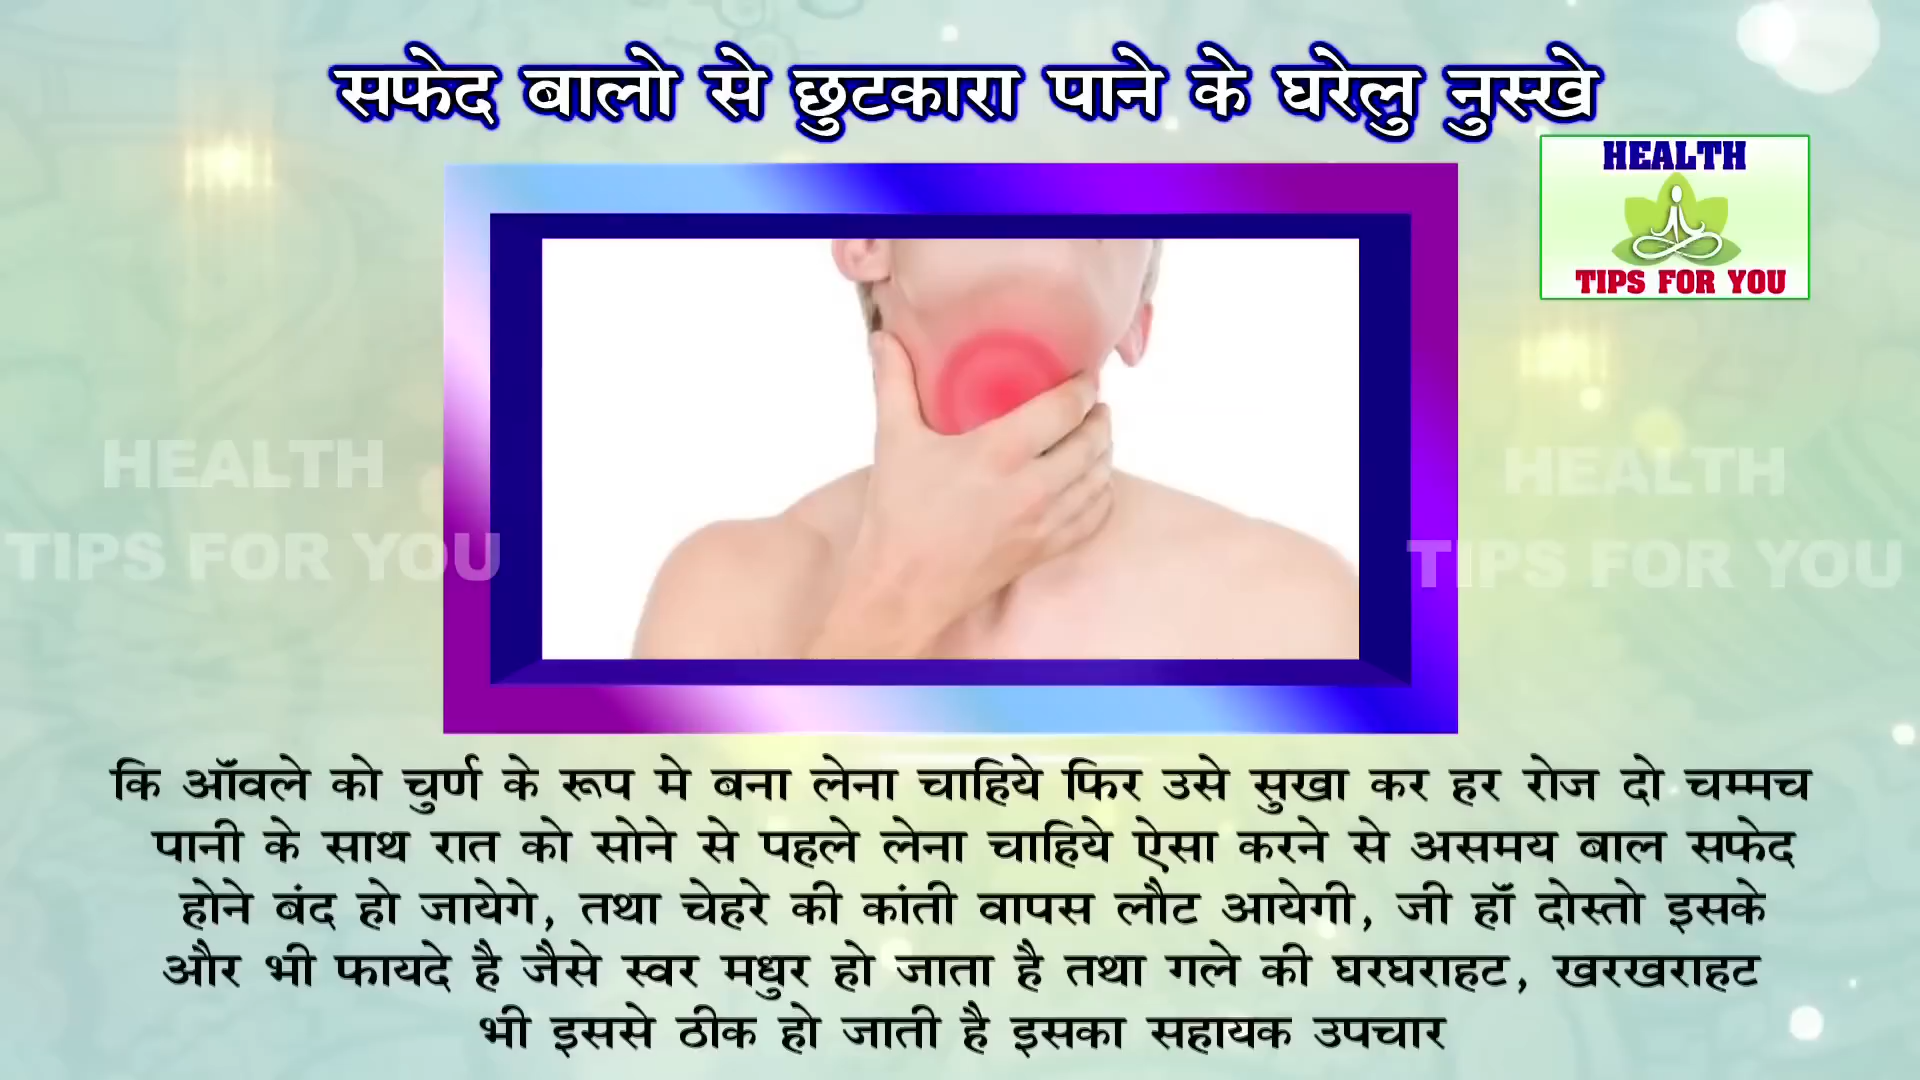 सफेद बालो से छुटकारा पाने के घरेलु नुस्खे
HEALTH
TIPS FOR YOU
HEALTH
TIPS FOR YOU
HEALTH
TIPS FOR YOU
कि ऑंवले को चुर्ण के रूप मे बना लेना चाहिये फिर उसे सुखा कर हर रोज दो चम्मच
पानी के साथ रात को सोने से पहले लेना चाहिये ऐसा करने से असमय बाल सफेद
होने बंद हो जायेगे, तथा चेहरे की कांती वापस लौट आयेगी, जी हॉं दोस्तो इसके
और भी फायदे है जैसे स्वर मधुर हो जाता है तथा गले की घरघराहट, खरखराहट
भी इससे ठीक हो जाती है इसका सहायक उपचार